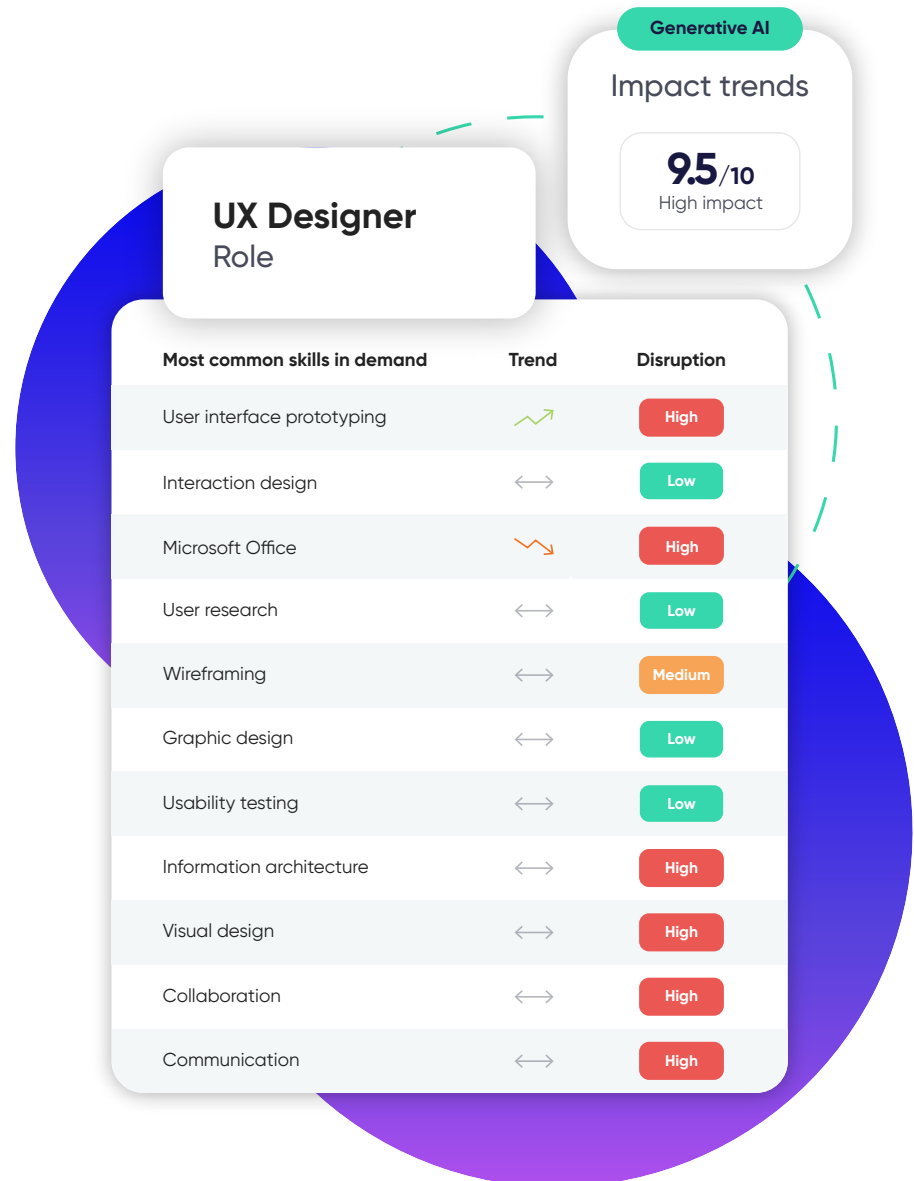 Generative AI
Impact trends
9.5/10
High impact
UX Designer
Role
Most common skills in demand Trend Disruption
User interface prototyping High
Interaction design Low
Microsoft Office High
User research Low
Wireframing Medium
Graphic design Low
Usability testing Low
Information architecture High
Visual design High
Collaboration High
Communication High